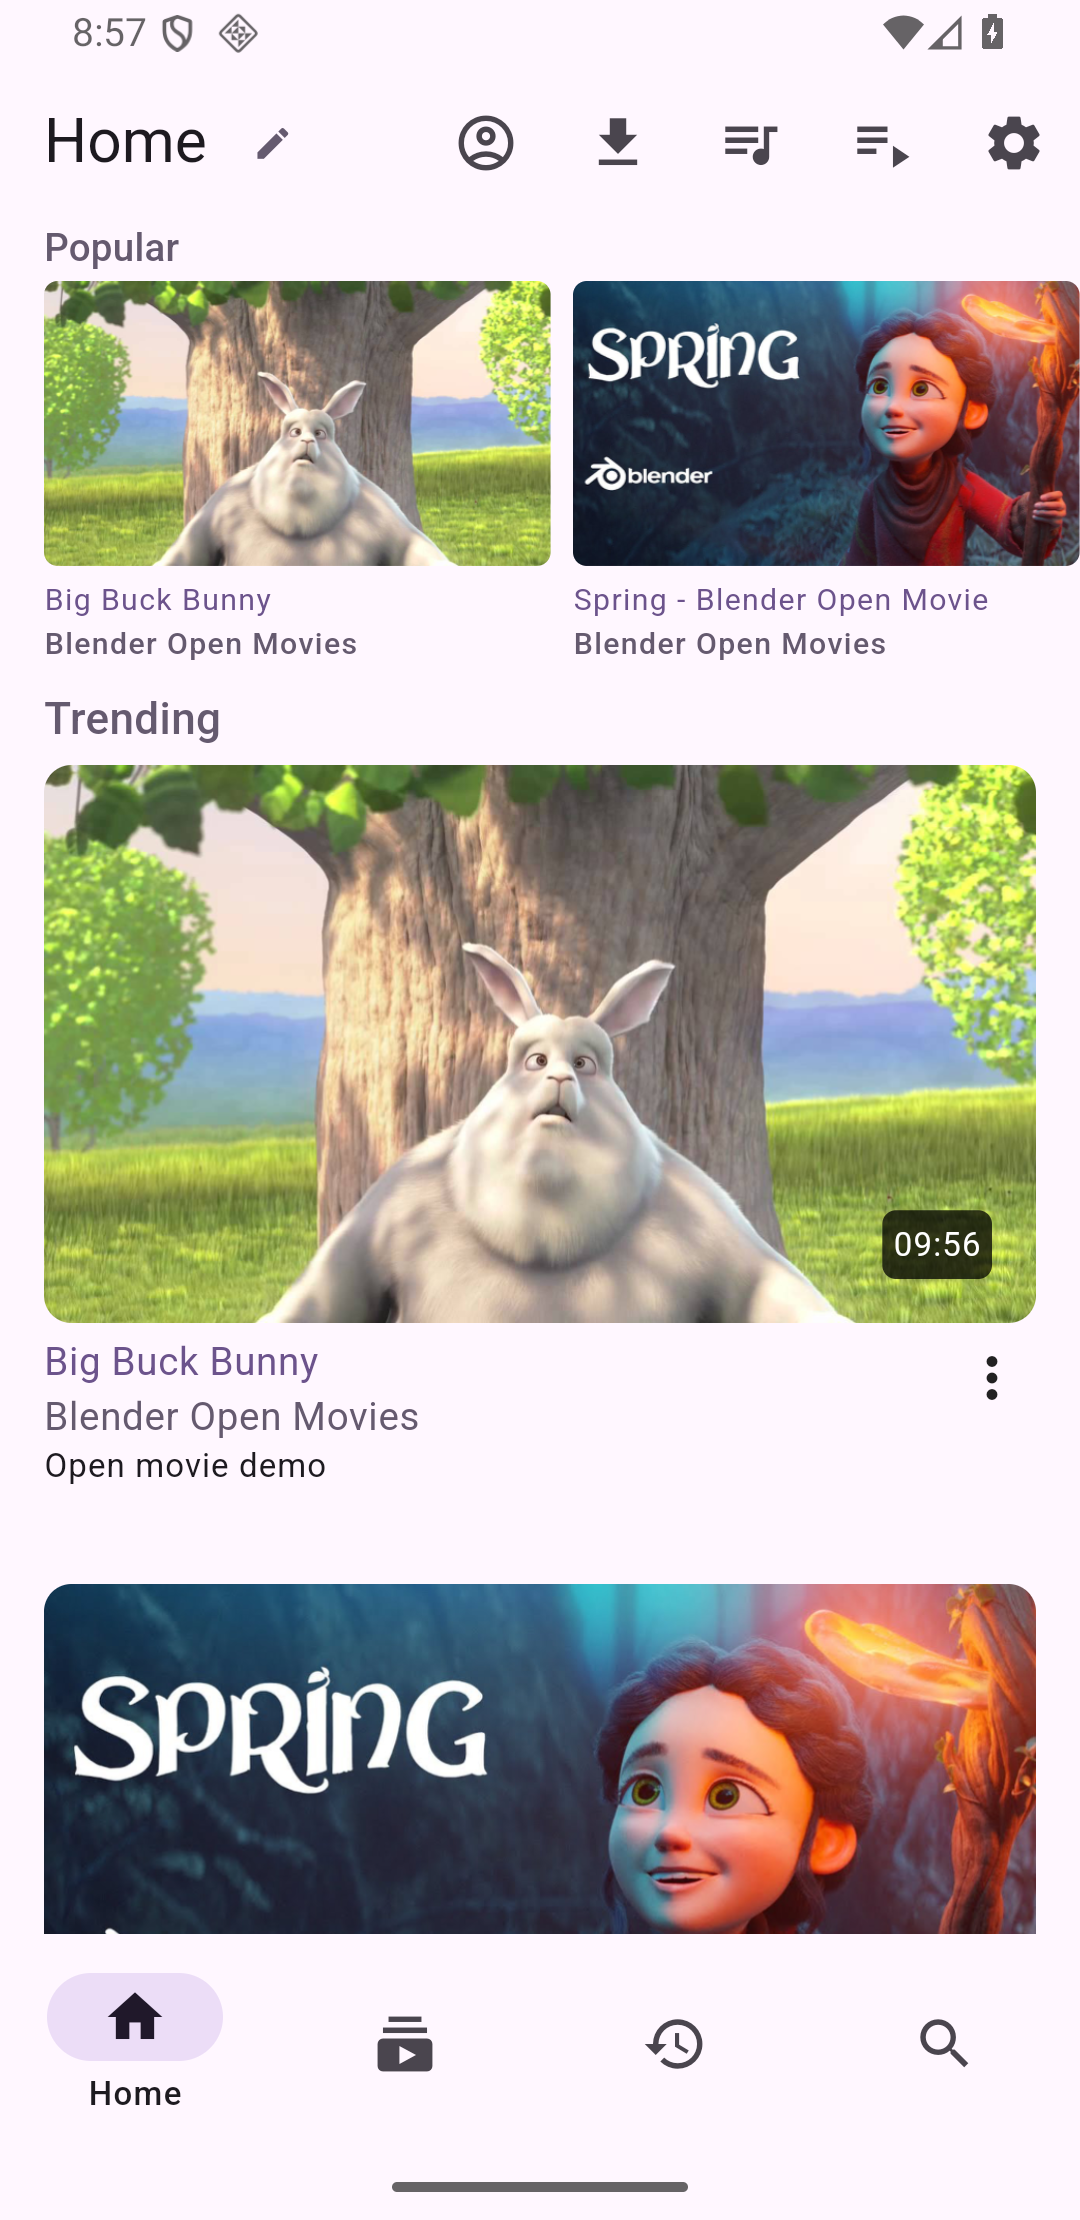 8:57
Home
Popular
SPRING
blender
Big Buck Bunny
Blender Open Movies
Spring - Blender Open Movie
Blender Open Movies
Trending
09:56
Big Buck Bunny
Blender Open Movies
Open movie demo
SPRING
Home